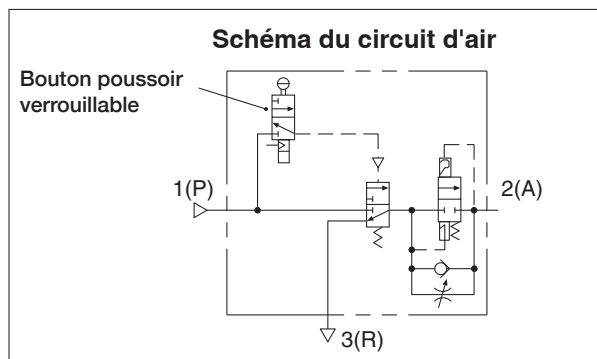 Schéma du circuit d'air
Bouton poussoir
verrouillable
1(P)
2(A)
3(R)